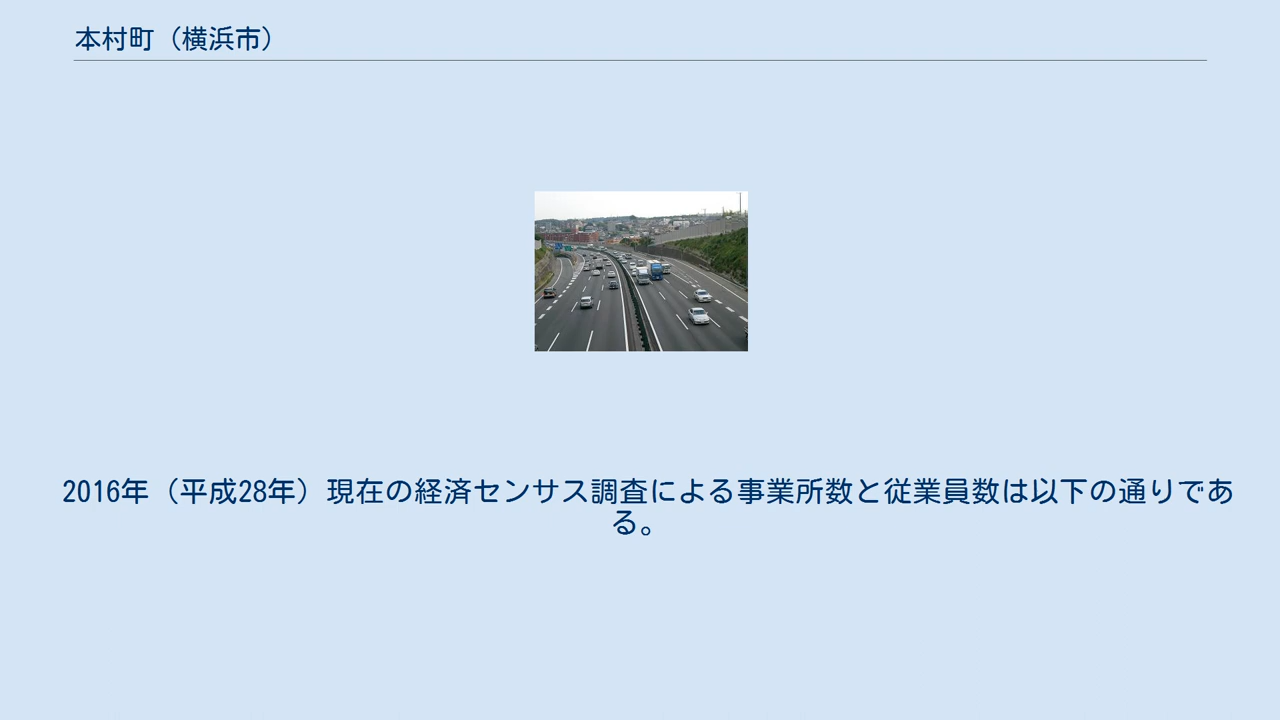 本村町（横浜市）
2016年（平成28年）現在の経済センサス調査による事業所数と従業員数は以下の通りであ
る。